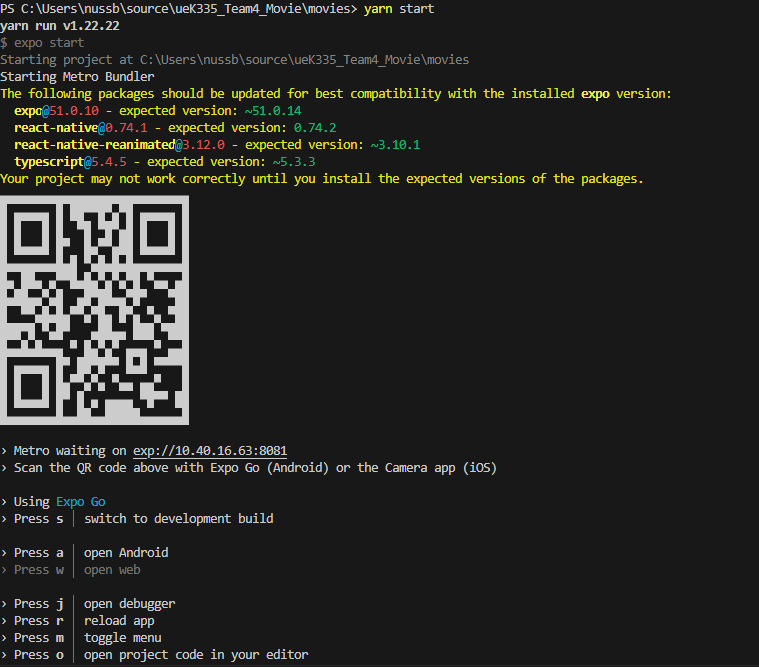 PS C:\Users\nussb\source\ueK335_Team4_Movie\movies> yarn start
yarn run v1.22.22
$ expo start
Starting project at C:\Users\nussb\source\ueK335_Team4_Movie\movies
Starting Metro Bundler
The following packages should be updated for best compatibility with the installed expo version:
  expo@51.0.10 - expected version: ~51.0.14
  react-native@0.74.1 - expected version: 0.74.2
  react-native-reanimated@3.12.0 - expected version: ~3.10.1
  typescript@5.4.5 - expected version: ~5.3.3
Your project may not work correctly until you install the expected versions of the packages.
› Metro waiting on exp://10.40.16.63:8081
› Scan the QR code above with Expo Go (Android) or the Camera app (iOS)
› Using Expo Go
› Press s │ switch to development build
› Press a │ open Android
› Press w │ open web
› Press j │ open debugger
› Press r │ reload app
› Press m │ toggle menu
› Press o │ open project code in your editor